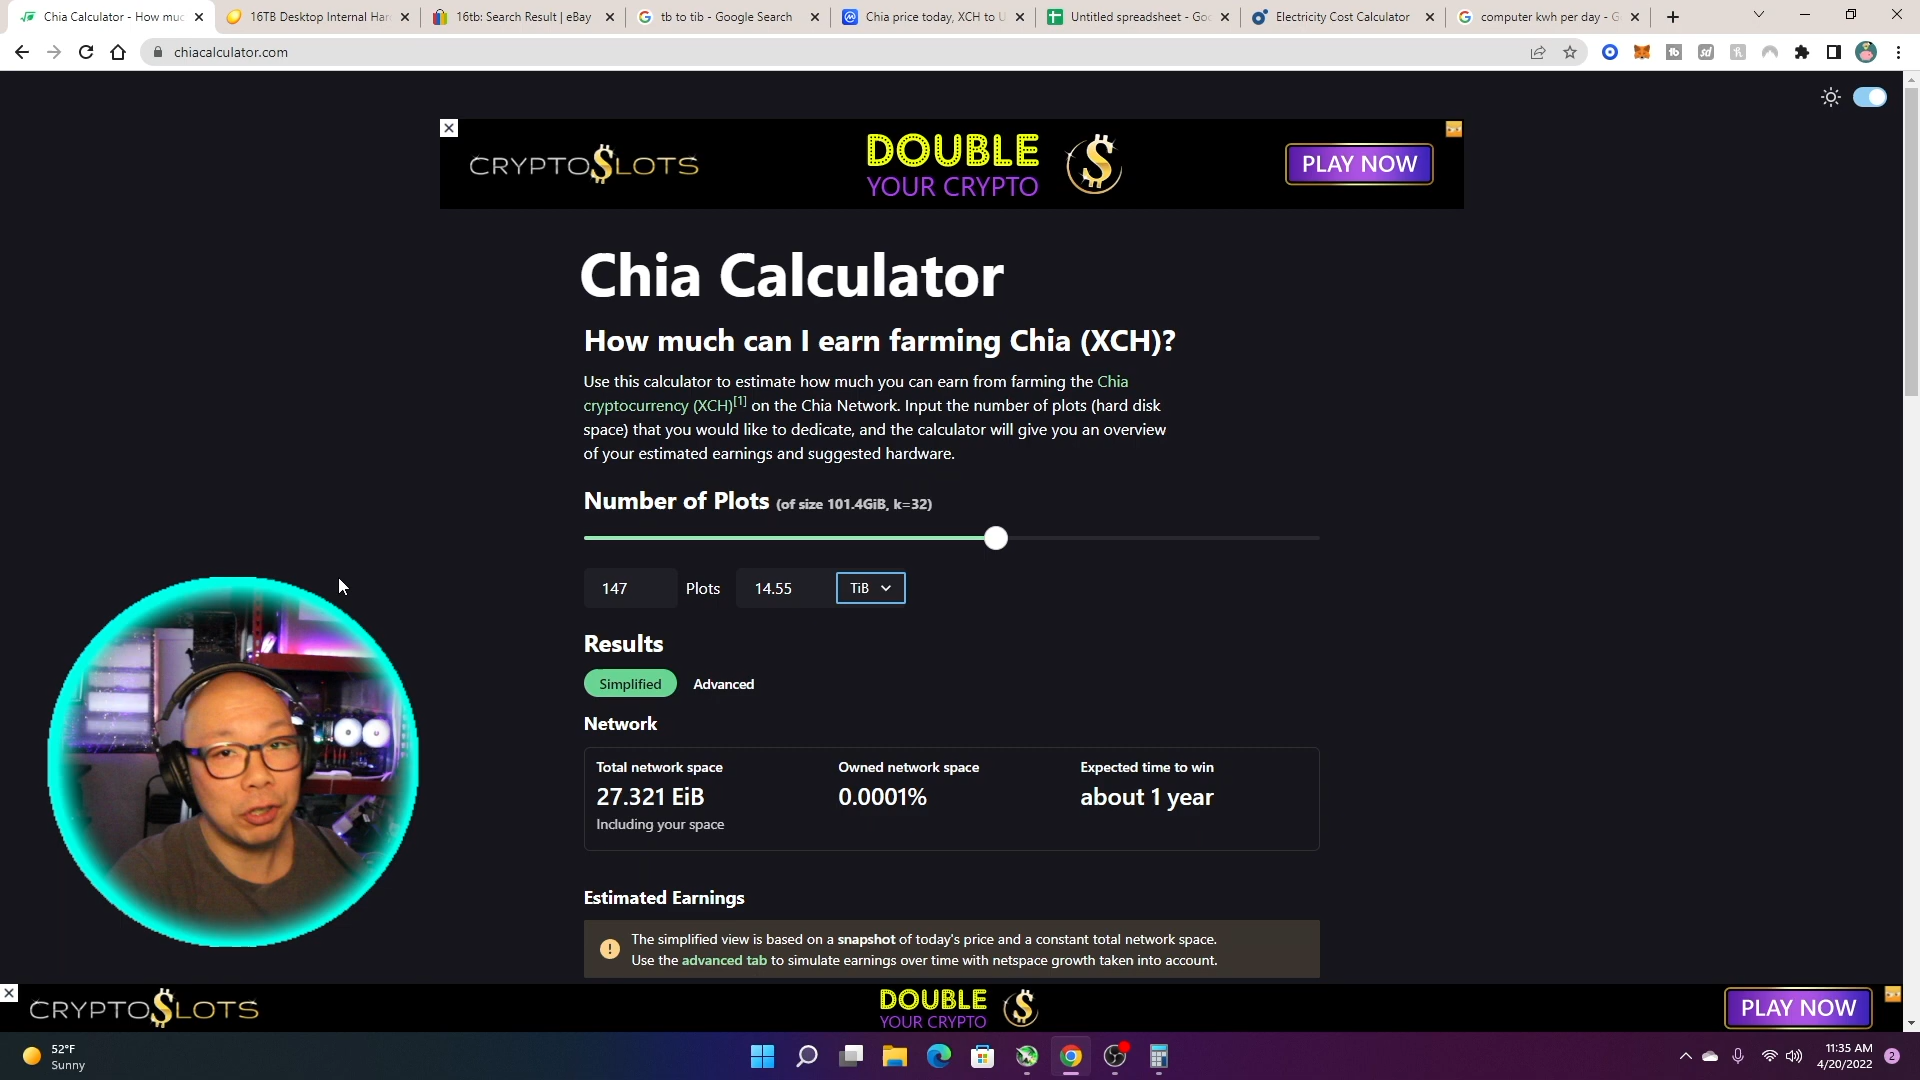 Chia Calculator - How muc
16TB Desktop Internal Har
16tb: Search Result | eBay
tb to tib - Google Search
Chia price today, XCH to U
Untitled spreadsheet - Goo
Electricity Cost Calculator
computer kwh per day - G
chiacalculator.com
CRYPTO$LOTS
DOUBLE
YOUR CRYPTO
PLAY NOW
Chia Calculator
How much can I earn farming Chia (XCH)?
Use this calculator to estimate how much you can earn from farming the Chia
cryptocurrency (XCH)[1] on the Chia Network. Input the number of plots (hard disk
space) that you would like to dedicate, and the calculator will give you an overview
of your estimated earnings and suggested hardware.
Number of Plots (of size 101.4GiB, k=32)
147 Plots 14.55 TiB
Results
Simplified Advanced
Network
Total network space Owned network space Expected time to win
27.321 EiB 0.0001% about 1 year
Including your space
Estimated Earnings
The simplified view is based on a snapshot of today's price and a constant total network space.
Use the advanced tab to simulate earnings over time with netspace growth taken into account.
CRYPTO$LOTS
DOUBLE
YOUR CRYPTO
PLAY NOW
52°F
Sunny
11:35 AM
4/20/2022
2